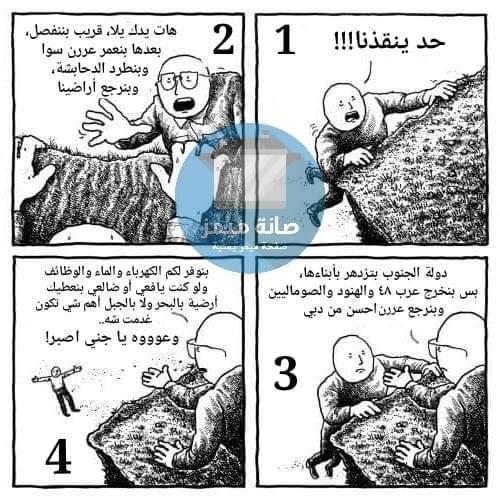 1
حد ينقذنا!!!
2
هات يدك يلا، قريب بننفصل،
بعدها بنعمر عررن سوا
وبنطرد الدحابشة،
وبنرجع أراضينا
3
دولة الجنوب بتزدهر بأبناءها،
بس بنخرج عرب ٤٨ والهنود والصوماليين
وبنرجع عررن احسن من دبي
4
بنوفر لكم الكهرباء والماء والوظائف
ولو كنت يافعي أو ضالعي بنعطيك
أرضية بالبحر ولا بالجبل أهم شي تكون
غدمت شه..
وعوووه يا جني اصبر!
صانة ميمز
صفحة ميمز يمنية